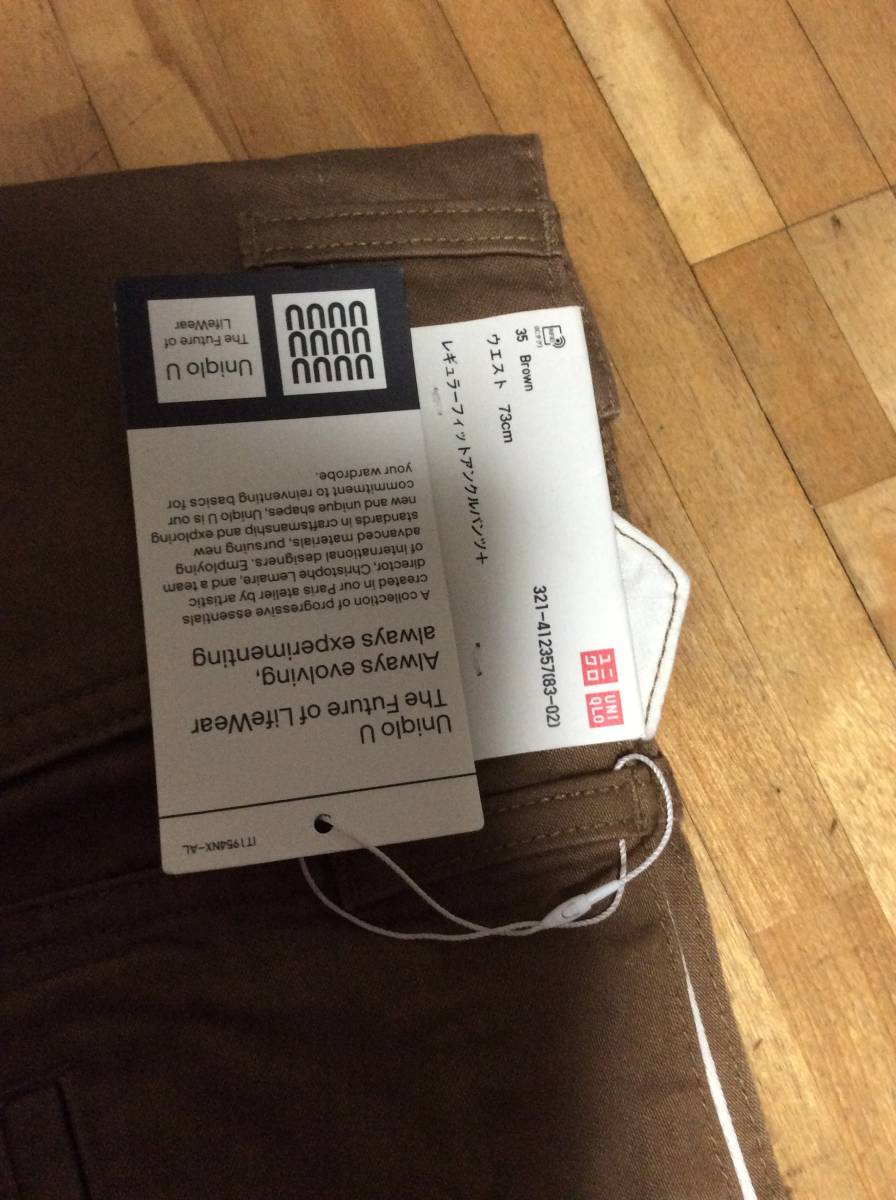 Uniqlo U
The Future of
LifeWear
UUUU
UUU
UUUU
A collection of progressive essentials
created in our Paris atelier by artistic
director, Christophe Lemaire, and a team
of international designers. Employing
advanced materials, pursuing new
standards in craftsmanship and exploring
new and unique shapes, Uniqlo U is our
commitment to reinventing basics for
your wardrobe.
Uniqlo U
The Future of LifeWear
Always evolving,
always experimenting
IT1954NX-AL
35 Brown
ウエスト 73cm
レギュラーフィットアンクルパンツ+
321-412357(83-02)
ユニ
クロ
UNI
QLO